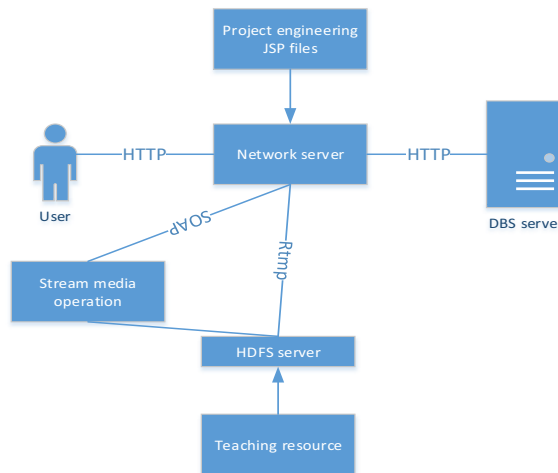 Project engineering
JSP files
HTTP
Network server
HTTP
User
DBS server
SOAP
Rtmp
Stream media
operation
HDFS server
Teaching resource